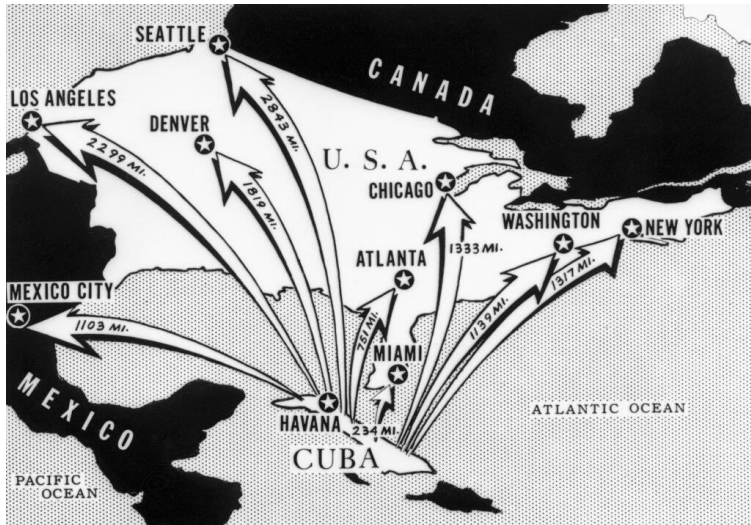 SEATTLE
CANADA
LOS ANGELES
DENVER
2843 MI.
2299 MI.
U. S. A.
1819 MI.
CHICAGO
WASHINGTON
NEW YORK
1333 MI.
ATLANTA
MEXICO CITY
1317 MI.
1139 MI.
1103 MI.
751 MI.
MIAMI
MEXICO
HAVANA
234 MI.
ATLANTIC OCEAN
CUBA
PACIFIC
OCEAN